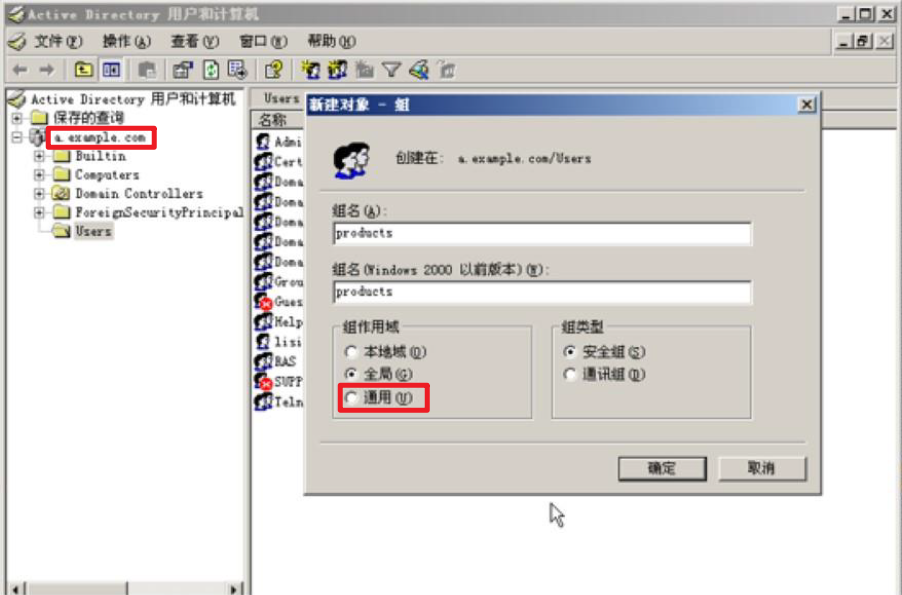 Active Directory 用户和计算机
文件(F) 操作(A) 查看(V) 窗口(W) 帮助(H)
Active Directory 用户和计算机
保存的查询
a.example.com
Builtin
Computers
Domain Controllers
ForeignSecurityPrincipal
Users
Users
名称
Admi
Cert
Doma
Doma
Doma
Doma
Doma
Grou
Gues
Help
lisi
RAS
SUPP
Teln
新建对象 - 组
创建在: a.example.com/Users
组名(A):
products
组名(Windows 2000 以前版本)(W):
products
组作用域
本地域(O)
全局(G)
通用(U)
组类型
安全组(S)
通讯组(D)
确定 取消